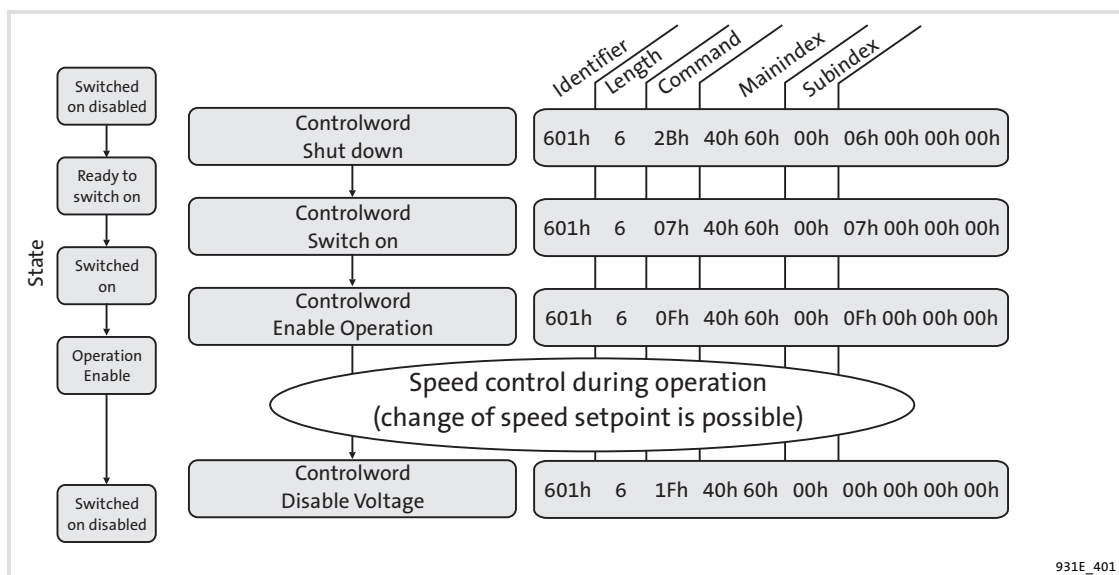 Identifier
Length
Command
Mainindex
Subindex
State
Switched
on disabled
Ready to
switch on
Switched
on
Operation
Enable
Switched
on disabled
Controlword
Shut down
601h 6 2Bh 40h 60h 00h 06h 00h 00h 00h
Controlword
Switch on
601h 6 07h 40h 60h 00h 07h 00h 00h 00h
Controlword
Enable Operation
601h 6 0Fh 40h 60h 00h 0Fh 00h 00h 00h
Speed control during operation
(change of speed setpoint is possible)
Controlword
Disable Voltage
601h 6 1Fh 40h 60h 00h 00h 00h 00h 00h
931E_401